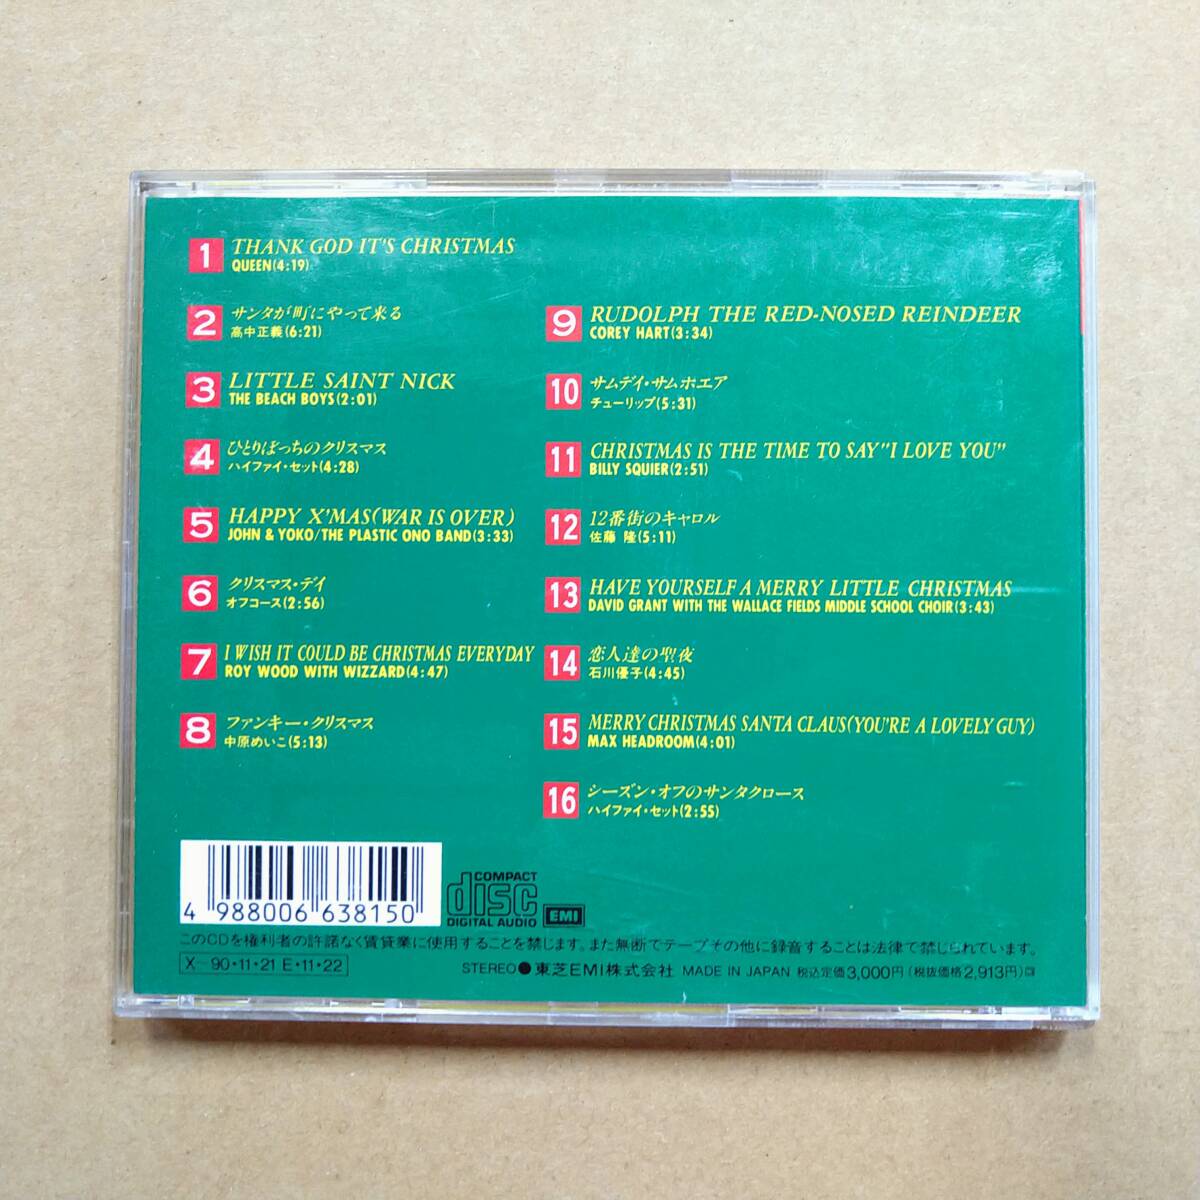 1 THANK GOD IT'S CHRISTMAS
QUEEN(4:19)
2 サンタが町にやって来る
高中正義(6:21)
3 LITTLE SAINT NICK
THE BEACH BOYS(2:01)
4 ひとりぼっちのクリスマス
ハイファイ・セット(4:28)
5 HAPPY X'MAS(WAR IS OVER)
JOHN & YOKO/THE PLASTIC ONO BAND(3:33)
6 クリスマス・デイ
オフコース(2:56)
7 I WISH IT COULD BE CHRISTMAS EVERYDAY
ROY WOOD WITH WIZZARD(4:47)
8 ファンキー・クリスマス
中原めいこ(5:13)
9 RUDOLPH THE RED-NOSED REINDEER
COREY HART(3:34)
10 サムデイ・サムホエア
チューリップ(5:31)
11 CHRISTMAS IS THE TIME TO SAY"I LOVE YOU"
BILLY SQUIER(2:51)
12 12番街のキャロル
佐藤 隆(5:11)
13 HAVE YOURSELF A MERRY LITTLE CHRISTMAS
DAVID GRANT WITH THE WALLACE FIELDS MIDDLE SCHOOL CHOIR(3:43)
14 恋人達の聖夜
石川優子(4:45)
15 MERRY CHRISTMAS SANTA CLAUS(YOU'RE A LOVELY GUY)
MAX HEADROOM(4:01)
16 シーズン・オフのサンタクロース
ハイファイ・セット(2:55)
4 988006 638150
COMPACT
disc
DIGITAL AUDIO
EMI
このCDを権利者の許諾なく賃貸業に使用することを禁じます。また無断でテープその他に録音することは法律で禁じられています。
X-90・11・21 E・11・22
STEREO●東芝EMI株式会社 MADE IN JAPAN 税込定価3,000円(税抜価格2,913円)